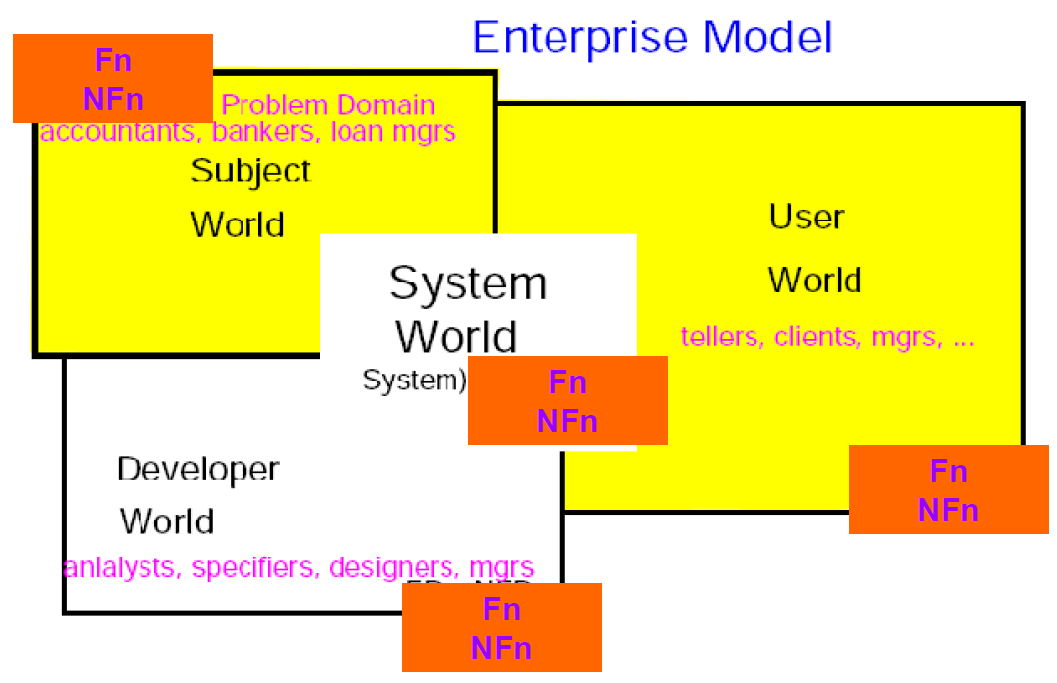 Enterprise Model
Fn
NFn
Problem Domain
accountants, bankers, loan mgrs
Subject
World
User
World
tellers, clients, mgrs, ...
System
World
System)
Fn
NFn
Fn
NFn
Developer
World
anlalysts, specifiers, designers, mgrs
Fn
NFn